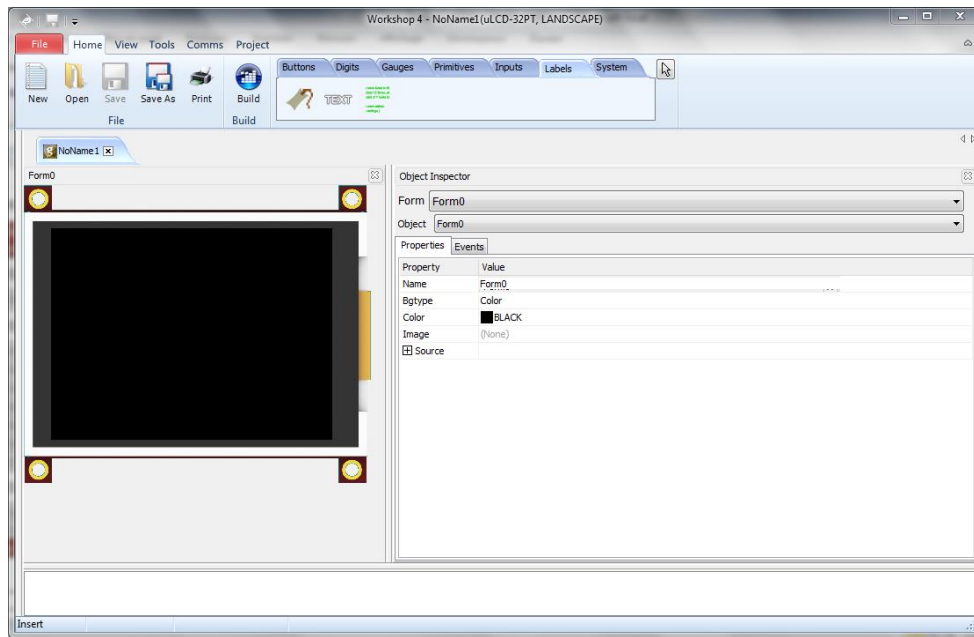 Workshop 4 - NoName1(uLCD-32PT, LANDSCAPE)
File Home View Tools Comms Project
New Open Save Save As Print Build
File Build
Buttons Digits Gauges Primitives Inputs Labels System
TEXT
NoName1
Form0
Object Inspector
Form Form0
Object Form0
Properties Events
Property Value
Name Form0
Bgtype Color
Color BLACK
Image (None)
Source
Insert